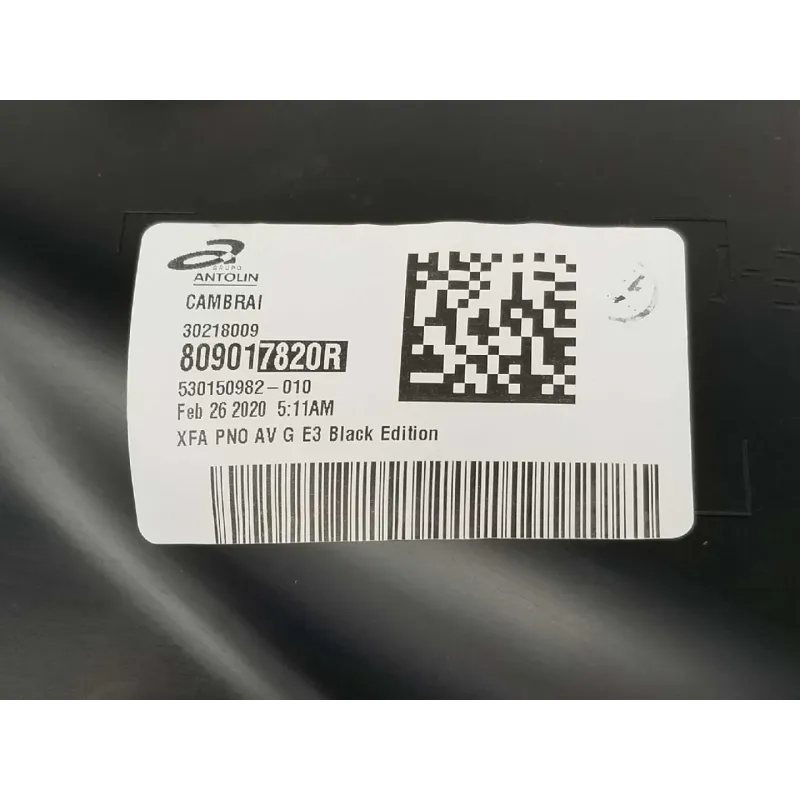 GRUPO
ANTOLIN
CAMBRAI
30218009
809017820R
530150982-010
Feb 26 2020 5:11AM
XFA PNO AV G E3 Black Edition